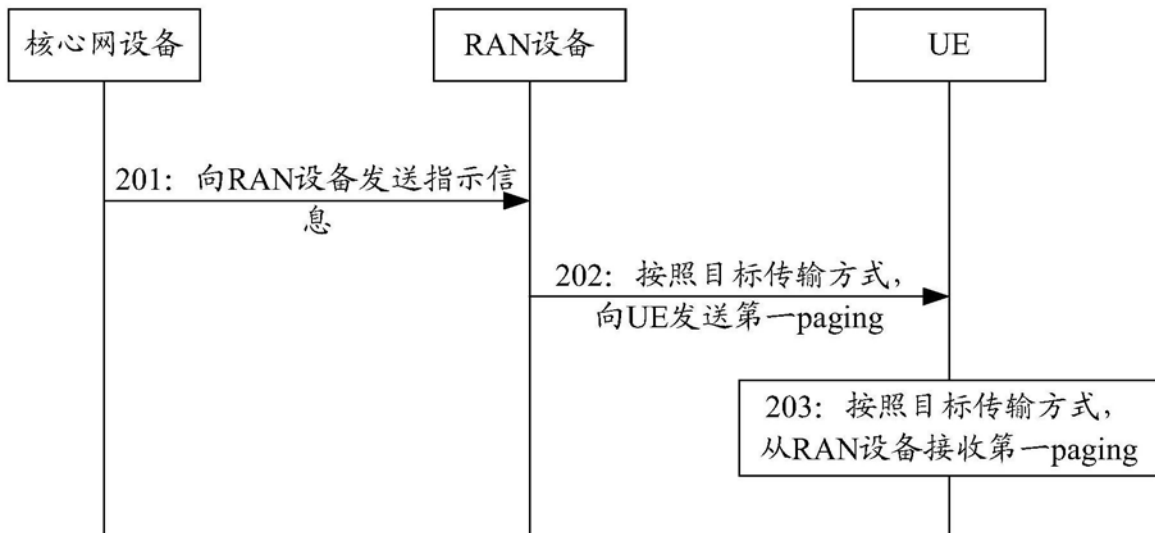 核心网设备
RAN设备
UE
201：向RAN设备发送指示信
息
202：按照目标传输方式，
向UE发送第一paging
203：按照目标传输方式，
从RAN设备接收第一paging